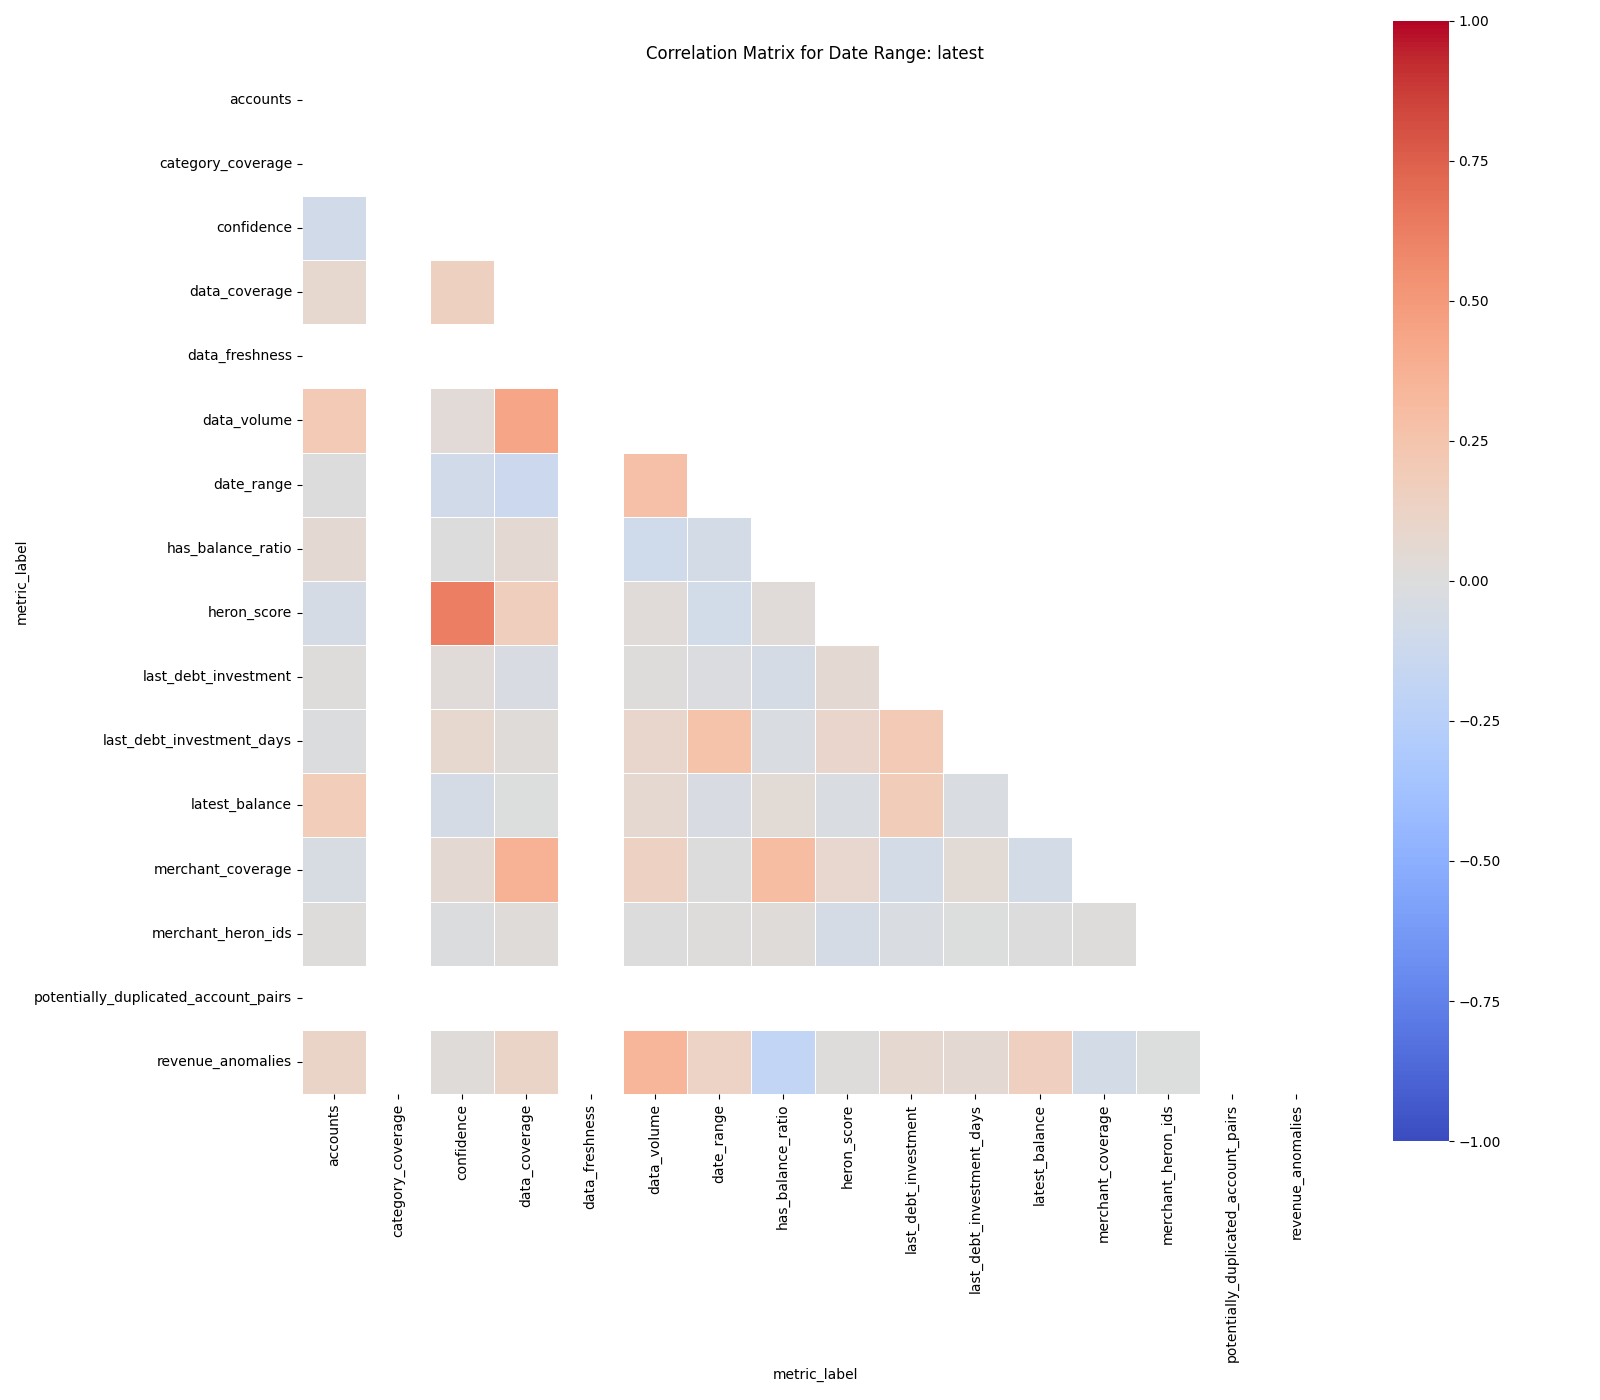 Correlation Matrix for Date Range: latest
accounts
category_coverage
confidence
data_coverage
data_freshness
data_volume
date_range
has_balance_ratio
heron_score
last_debt_investment
last_debt_investment_days
latest_balance
merchant_coverage
merchant_heron_ids
potentially_duplicated_account_pairs
revenue_anomalies
metric_label
accounts
category_coverage
confidence
data_coverage
data_freshness
data_volume
date_range
has_balance_ratio
heron_score
last_debt_investment
last_debt_investment_days
latest_balance
merchant_coverage
merchant_heron_ids
potentially_duplicated_account_pairs
revenue_anomalies
metric_label
1.00
0.75
0.50
0.25
0.00
−0.25
−0.50
−0.75
−1.00